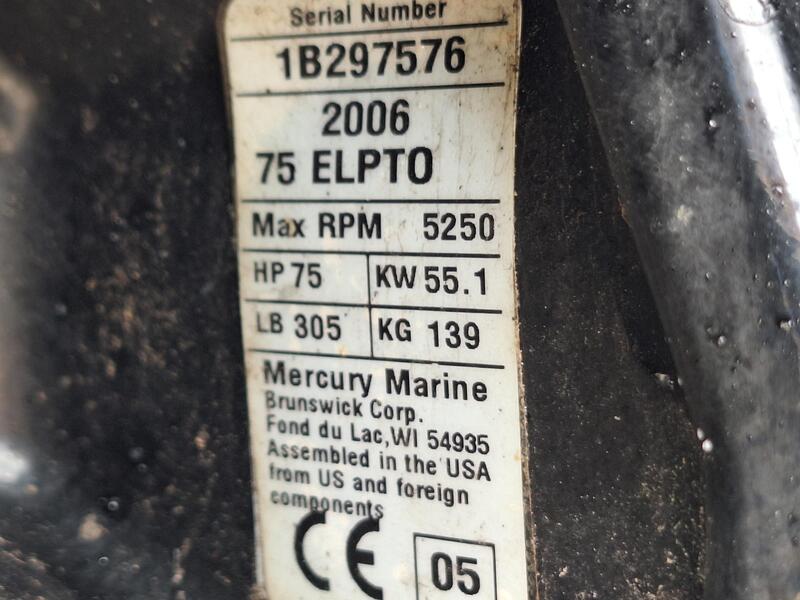 Serial Number
1B297576
2006
75 ELPTO
Max RPM 5250
HP 75 KW 55.1
LB 305 KG 139
Mercury Marine
Brunswick Corp.
Fond du Lac, WI 54935
Assembled in the USA
from US and foreign
components
CE 05